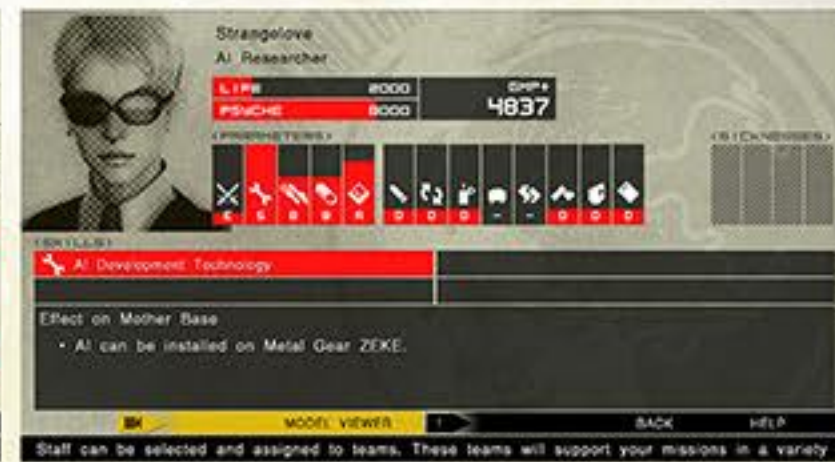 Strangelove
AI Researcher
LIFE 2000
PSYCHE 8000
GMP+
4837
(PARAMETERS)
(SICKNESSES)
E S B B A D D D - - D D D
(SKILLS)
AI Development Technology
Effect on Mother Base
• AI can be installed on Metal Gear ZEKE.
MODEL VIEWER BACK HELP
Staff can be selected and assigned to teams. These teams will support your missions in a variety